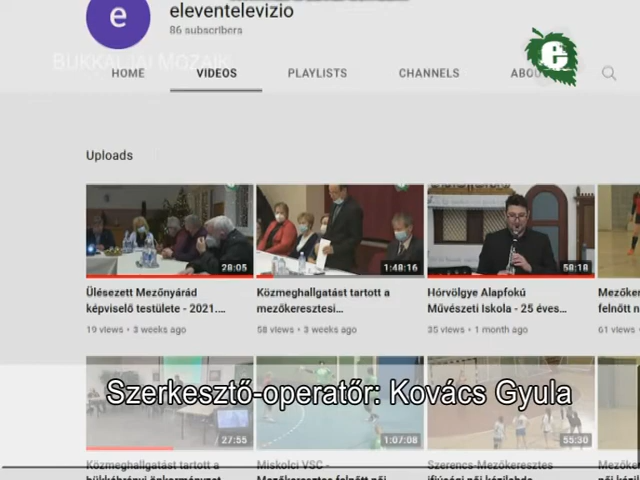 e
eleventelevizio
86 subscribers
BÜKKALJAI MOZAIK
HOME VIDEOS PLAYLISTS CHANNELS ABOUT
e
Uploads
28:05
1:48:16
58:18
Ülésezett Mezőnyárád
képviselő testülete - 2021....
19 views • 3 weeks ago
Közmeghallgatást tartott a
mezőkeresztesi...
58 views • 3 weeks ago
Hórvölgye Alapfokú
Művészeti Iskola - 25 éves...
35 views • 1 month ago
felnőtt
61 views
Szerkesztő-operatőr: Kovács Gyula
27:55
1:07:08
55:30
Közmeghallgatást tartott a
Miskolci VSC -
Szerencs-Mezőkeresztes